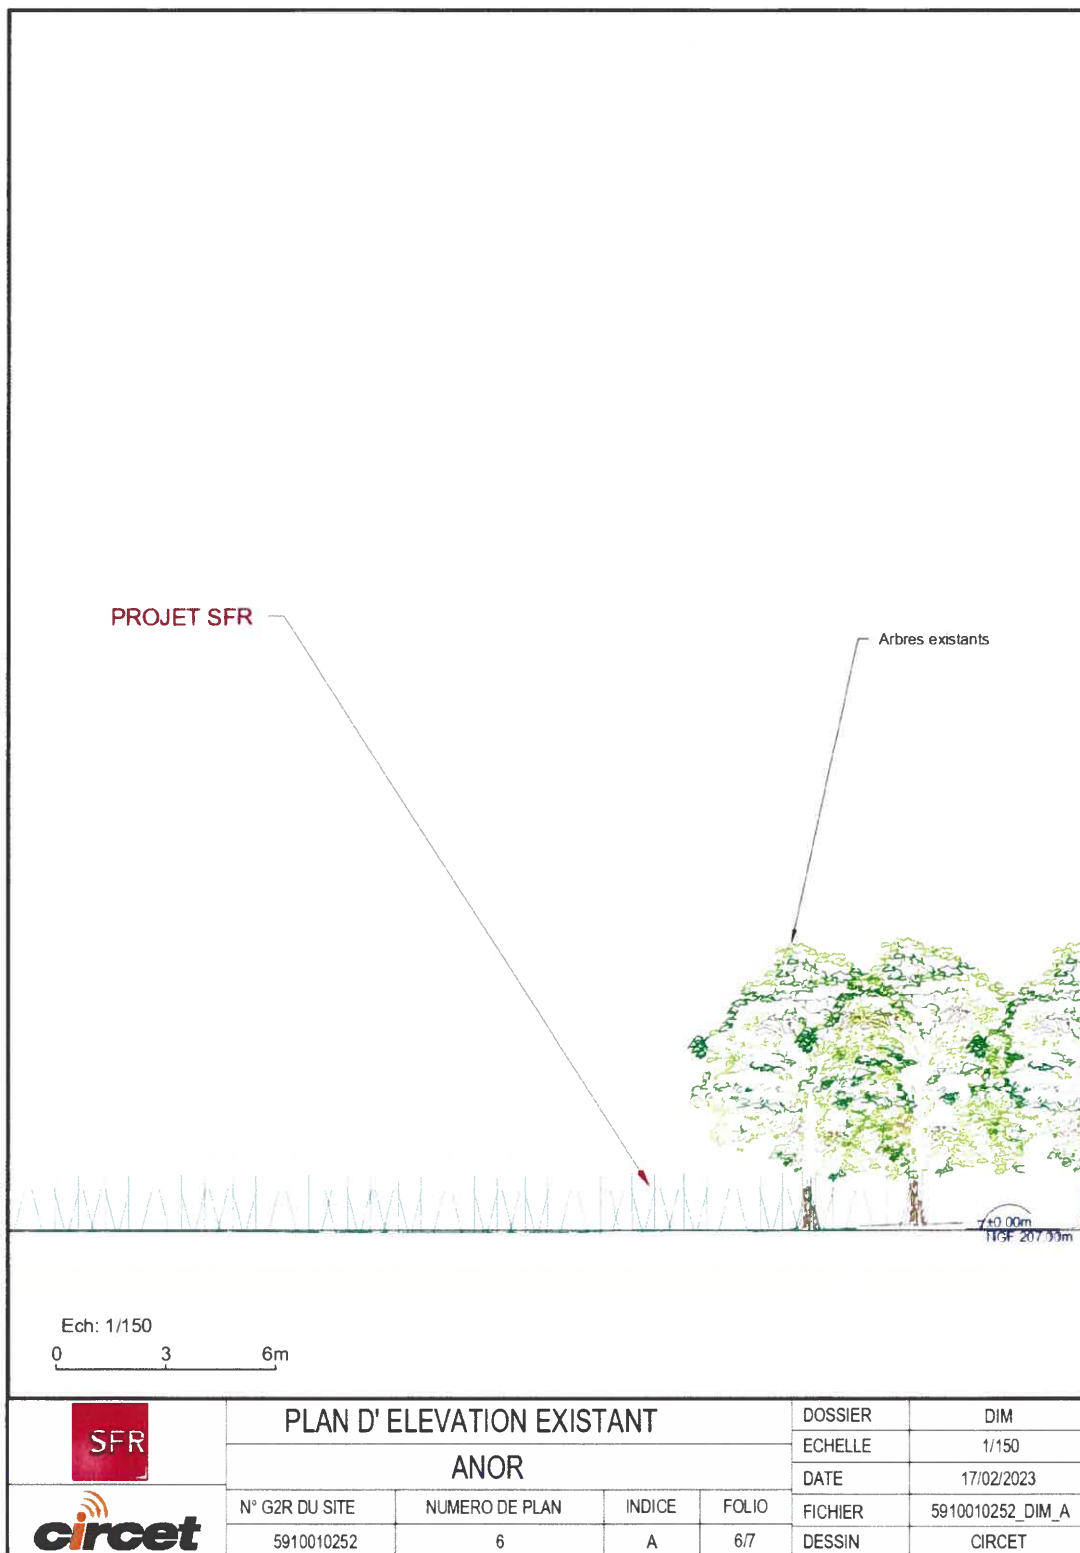 PROJET SFR
Arbres existants
±0.00m
NGF 207.00m
Ech: 1/150
0 3 6m
SFR
circet
PLAN D' ELEVATION EXISTANT
ANOR
N° G2R DU SITE NUMERO DE PLAN INDICE FOLIO
5910010252 6 A 6/7
DOSSIER DIM
ECHELLE 1/150
DATE 17/02/2023
FICHIER 5910010252_DIM_A
DESSIN CIRCET